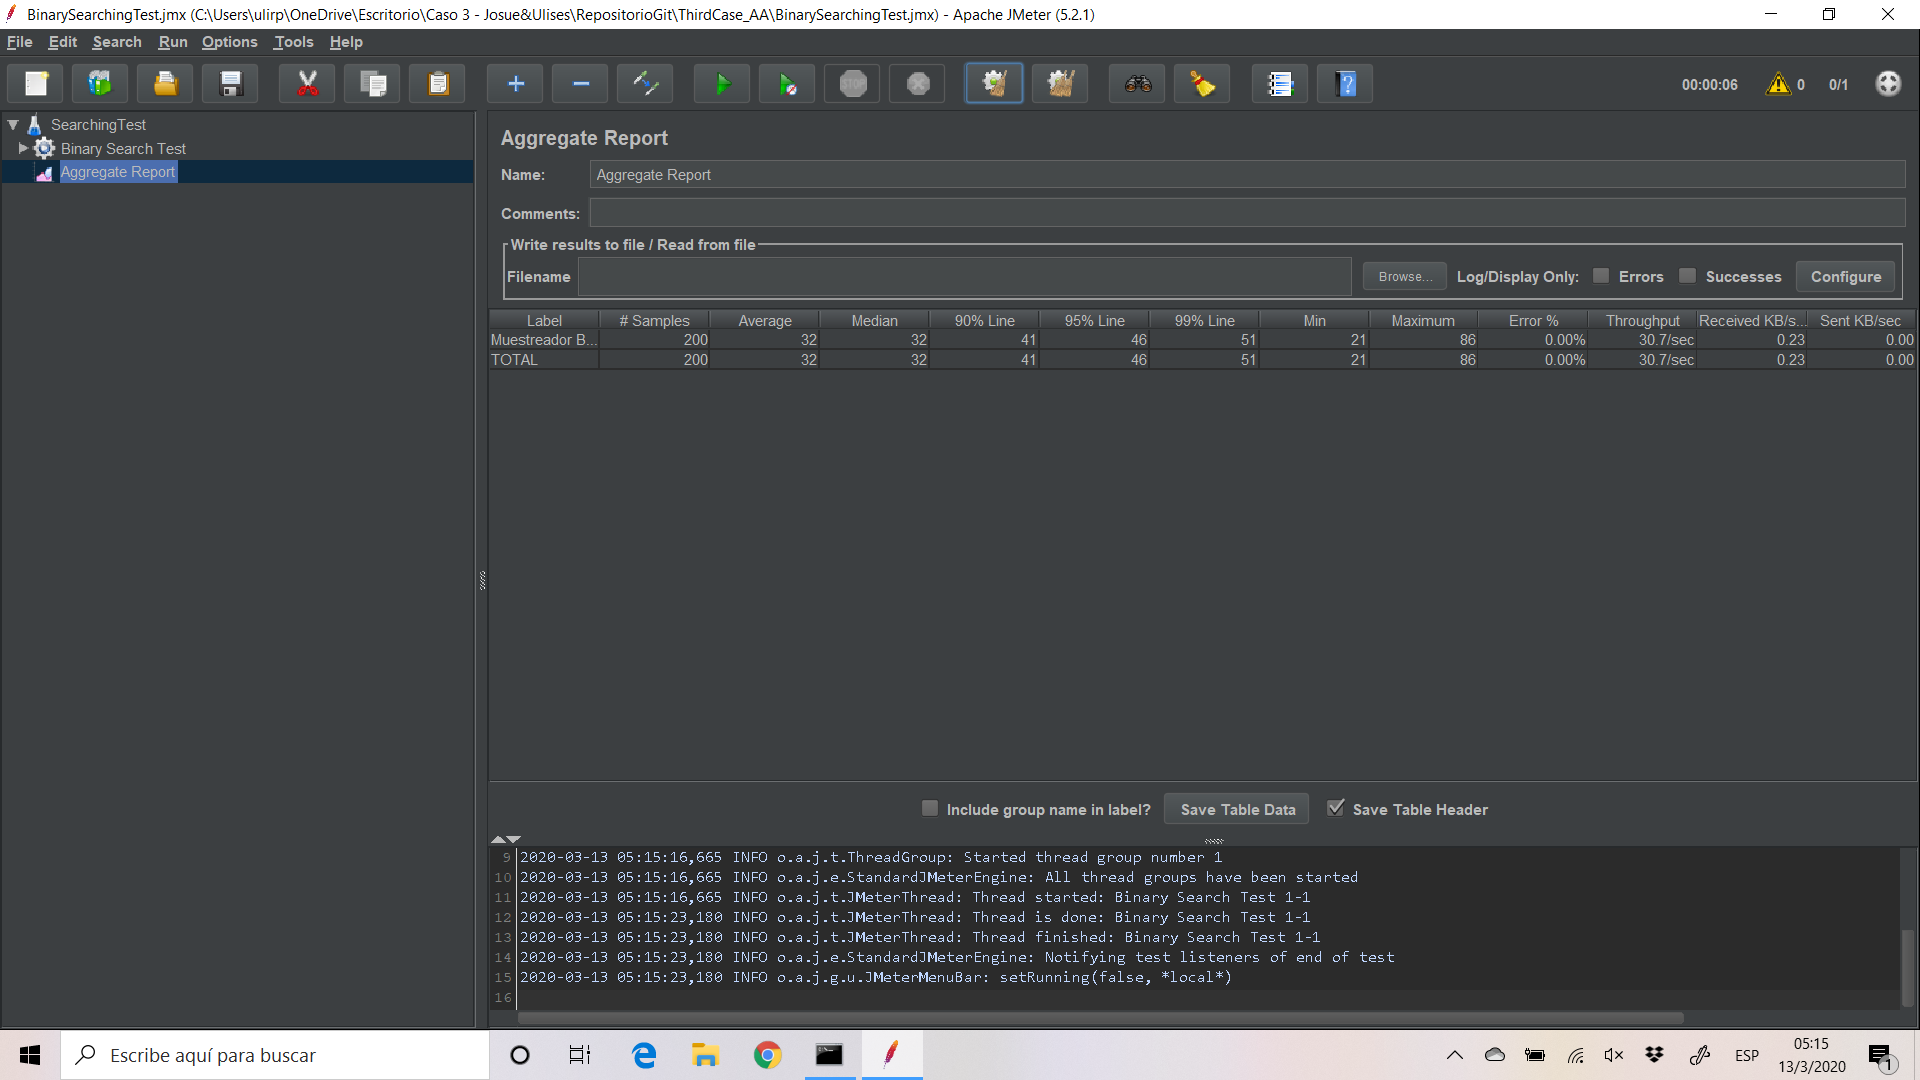 BinarySearchingTest.jmx (C:\Users\ulirp\OneDrive\Escritorio\Caso 3 - Josue&Ulises\RepositorioGit\ThirdCase_AA\BinarySearchingTest.jmx) - Apache JMeter (5.2.1)
File Edit Search Run Options Tools Help
STOP 00:00:06 0 0/1
SearchingTest
Binary Search Test
Aggregate Report
Aggregate Report
Name: Aggregate Report
Comments:
Write results to file / Read from file
Filename Browse... Log/Display Only: Errors Successes Configure
Label # Samples Average Median 90% Line 95% Line 99% Line Min Maximum Error % Throughput Received KB/s... Sent KB/sec
Muestreador B... 200 32 32 41 46 51 21 86 0.00% 30.7/sec 0.23 0.00
TOTAL 200 32 32 41 46 51 21 86 0.00% 30.7/sec 0.23 0.00
Include group name in label? Save Table Data Save Table Header
9 2020-03-13 05:15:16,665 INFO o.a.j.t.ThreadGroup: Started thread group number 1
10 2020-03-13 05:15:16,665 INFO o.a.j.e.StandardJMeterEngine: All thread groups have been started
11 2020-03-13 05:15:16,665 INFO o.a.j.t.JMeterThread: Thread started: Binary Search Test 1-1
12 2020-03-13 05:15:23,180 INFO o.a.j.t.JMeterThread: Thread is done: Binary Search Test 1-1
13 2020-03-13 05:15:23,180 INFO o.a.j.t.JMeterThread: Thread finished: Binary Search Test 1-1
14 2020-03-13 05:15:23,180 INFO o.a.j.e.StandardJMeterEngine: Notifying test listeners of end of test
15 2020-03-13 05:15:23,180 INFO o.a.j.g.u.JMeterMenuBar: setRunning(false, *local*)
16
Escribe aquí para buscar
ESP
05:15
13/3/2020
1